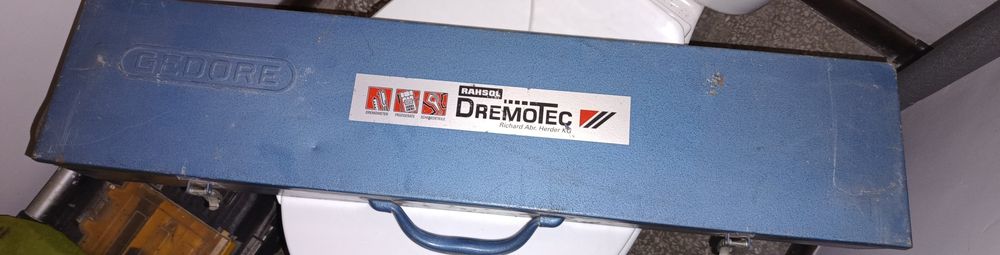 GEDORE
RAHSOL
DREMOTEC
Richard Abr. Herder KG